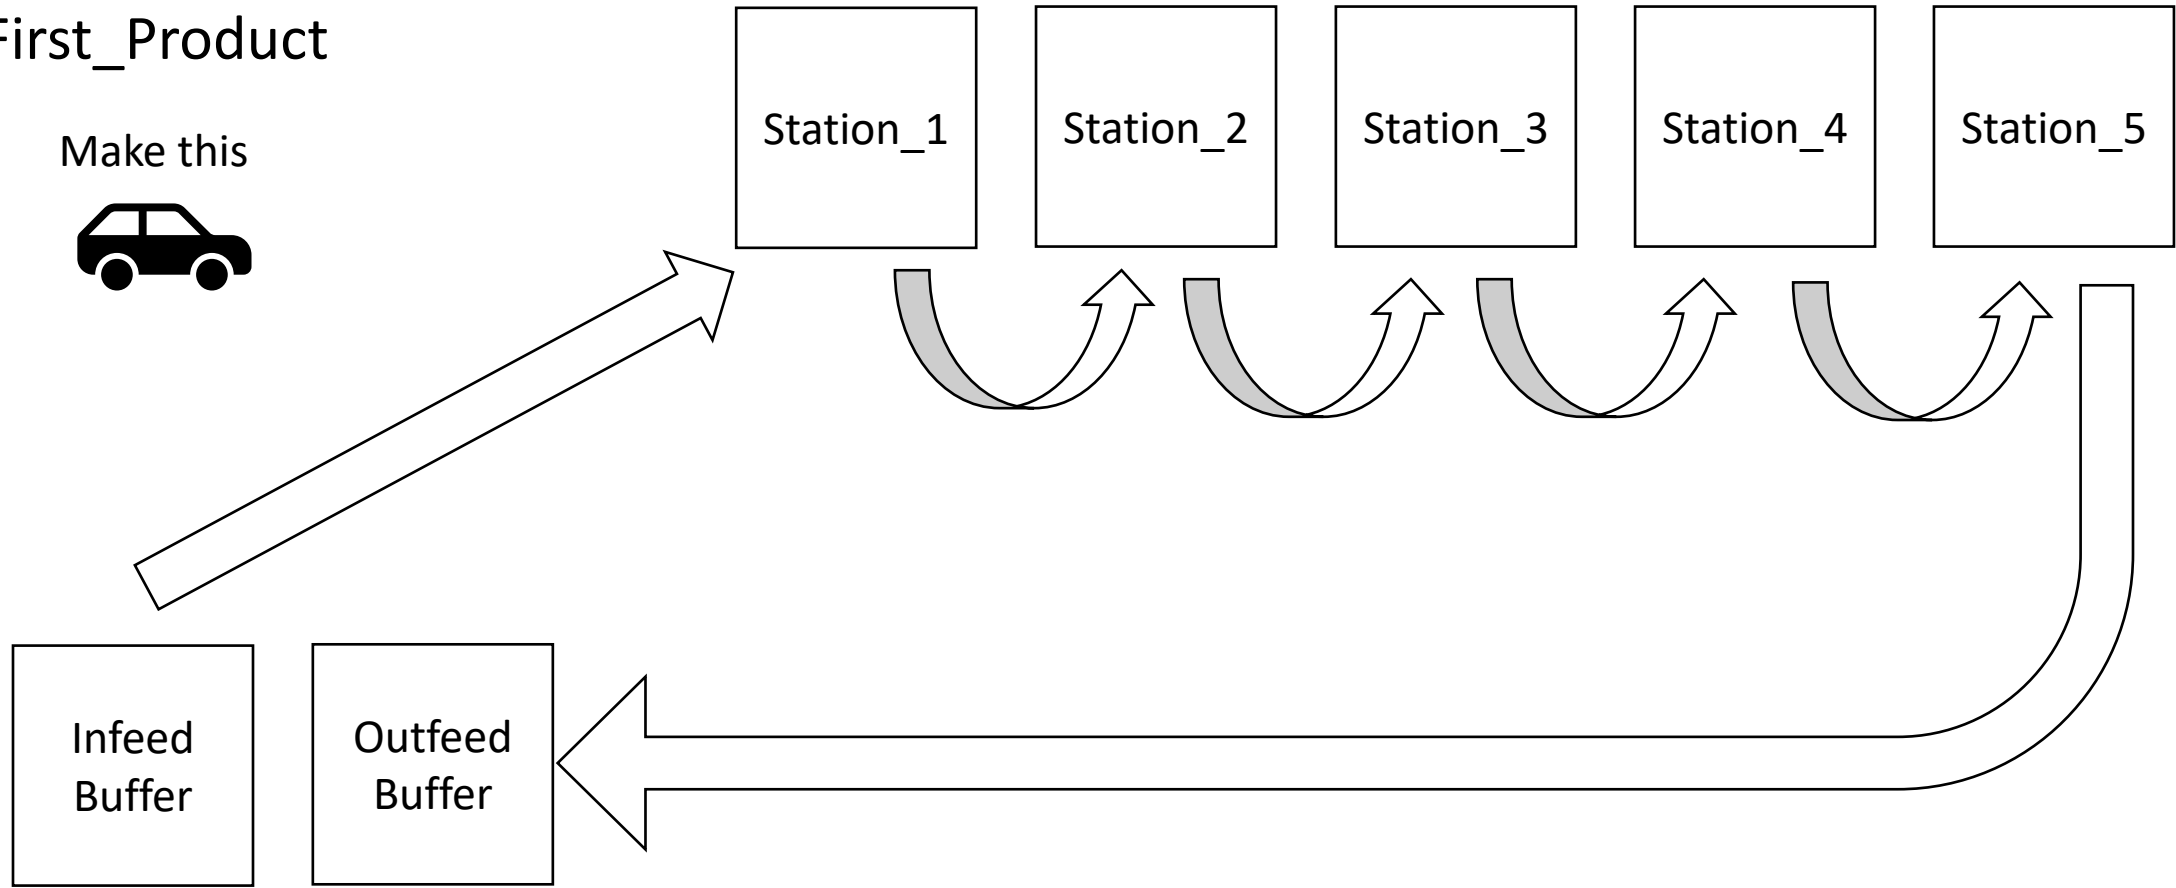 First_Product
Make this
Station_1
Station_2
Station_3
Station_4
Station_5
Infeed
Buffer
Outfeed
Buffer